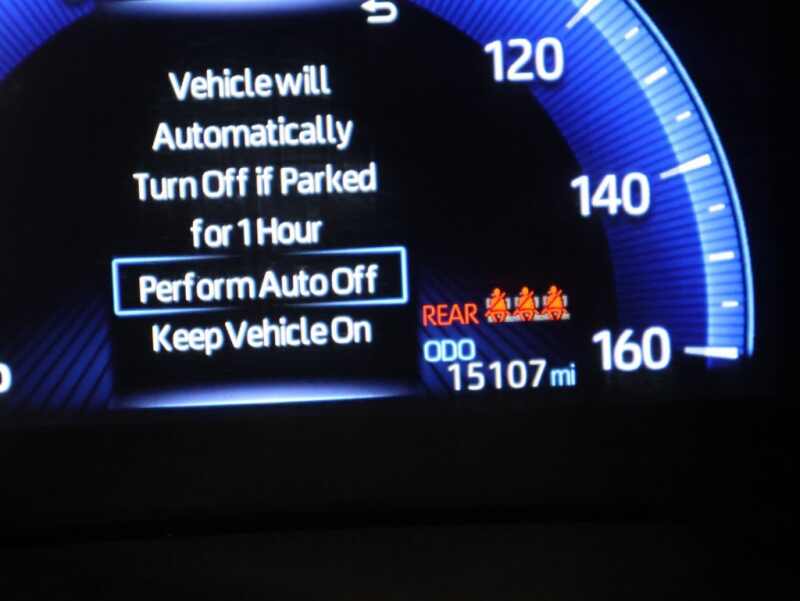 Vehicle will
Automatically
Turn Off if Parked
for 1 Hour
Perform Auto Off
Keep Vehicle On
120
140
160
REAR
ODO
15107 mi